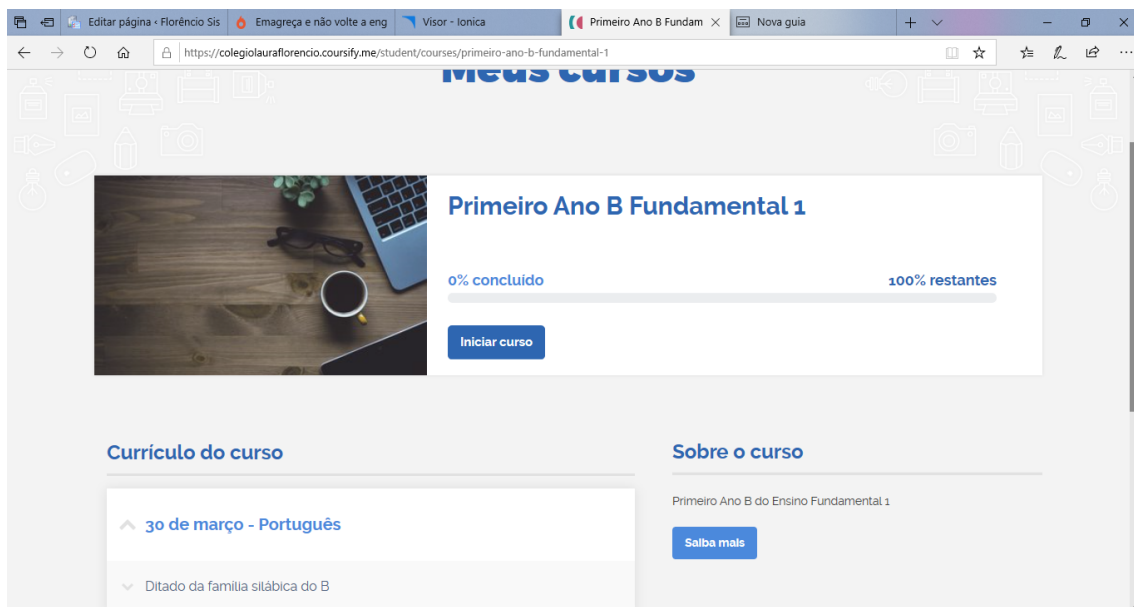 Editar página ‹ Florêncio Sis
Emagreça e não volte a eng
Visor - Ionica
Primeiro Ano B Fundam
Nova guia
https://colegiolauraflorencio.coursify.me/student/courses/primeiro-ano-b-fundamental-1
Meus cursos
Primeiro Ano B Fundamental 1
0% concluído
100% restantes
Iniciar curso
Currículo do curso
Sobre o curso
Primeiro Ano B do Ensino Fundamental 1
30 de março - Português
Saiba mais
Ditado da família silábica do B